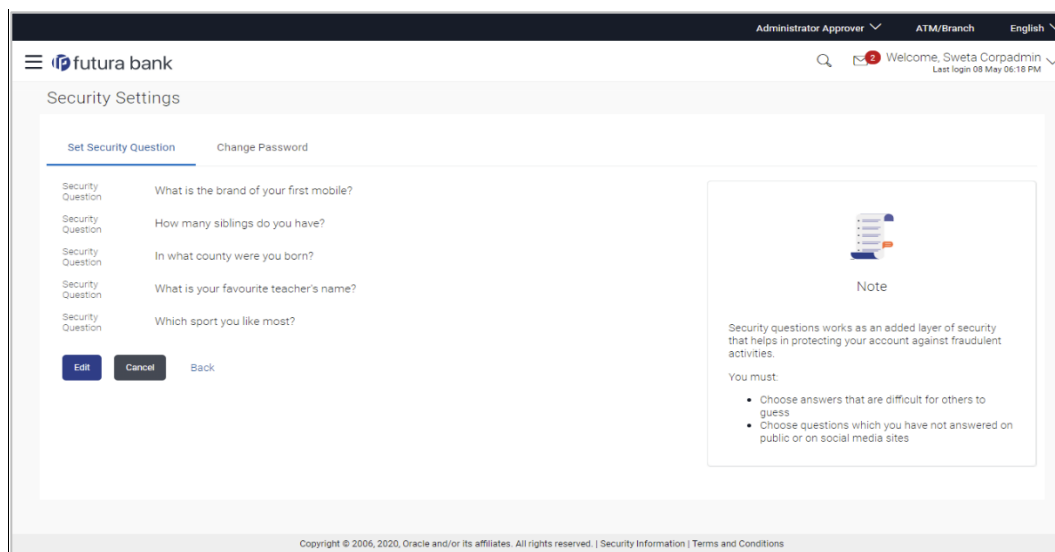 Administrator Approver ATM/Branch English
futura bank
2 Welcome, Sweta Corpadmin
Last login 08 May 06:18 PM
Security Settings
Set Security Question Change Password
Security Question What is the brand of your first mobile?
Security Question How many siblings do you have?
Security Question In what county were you born?
Security Question What is your favourite teacher's name?
Security Question Which sport you like most?
Edit Cancel Back
Note
Security questions works as an added layer of security
that helps in protecting your account against fraudulent
activities.
You must:
• Choose answers that are difficult for others to
guess
• Choose questions which you have not answered on
public or on social media sites
Copyright © 2006, 2020, Oracle and/or its affiliates. All rights reserved. | Security Information | Terms and Conditions